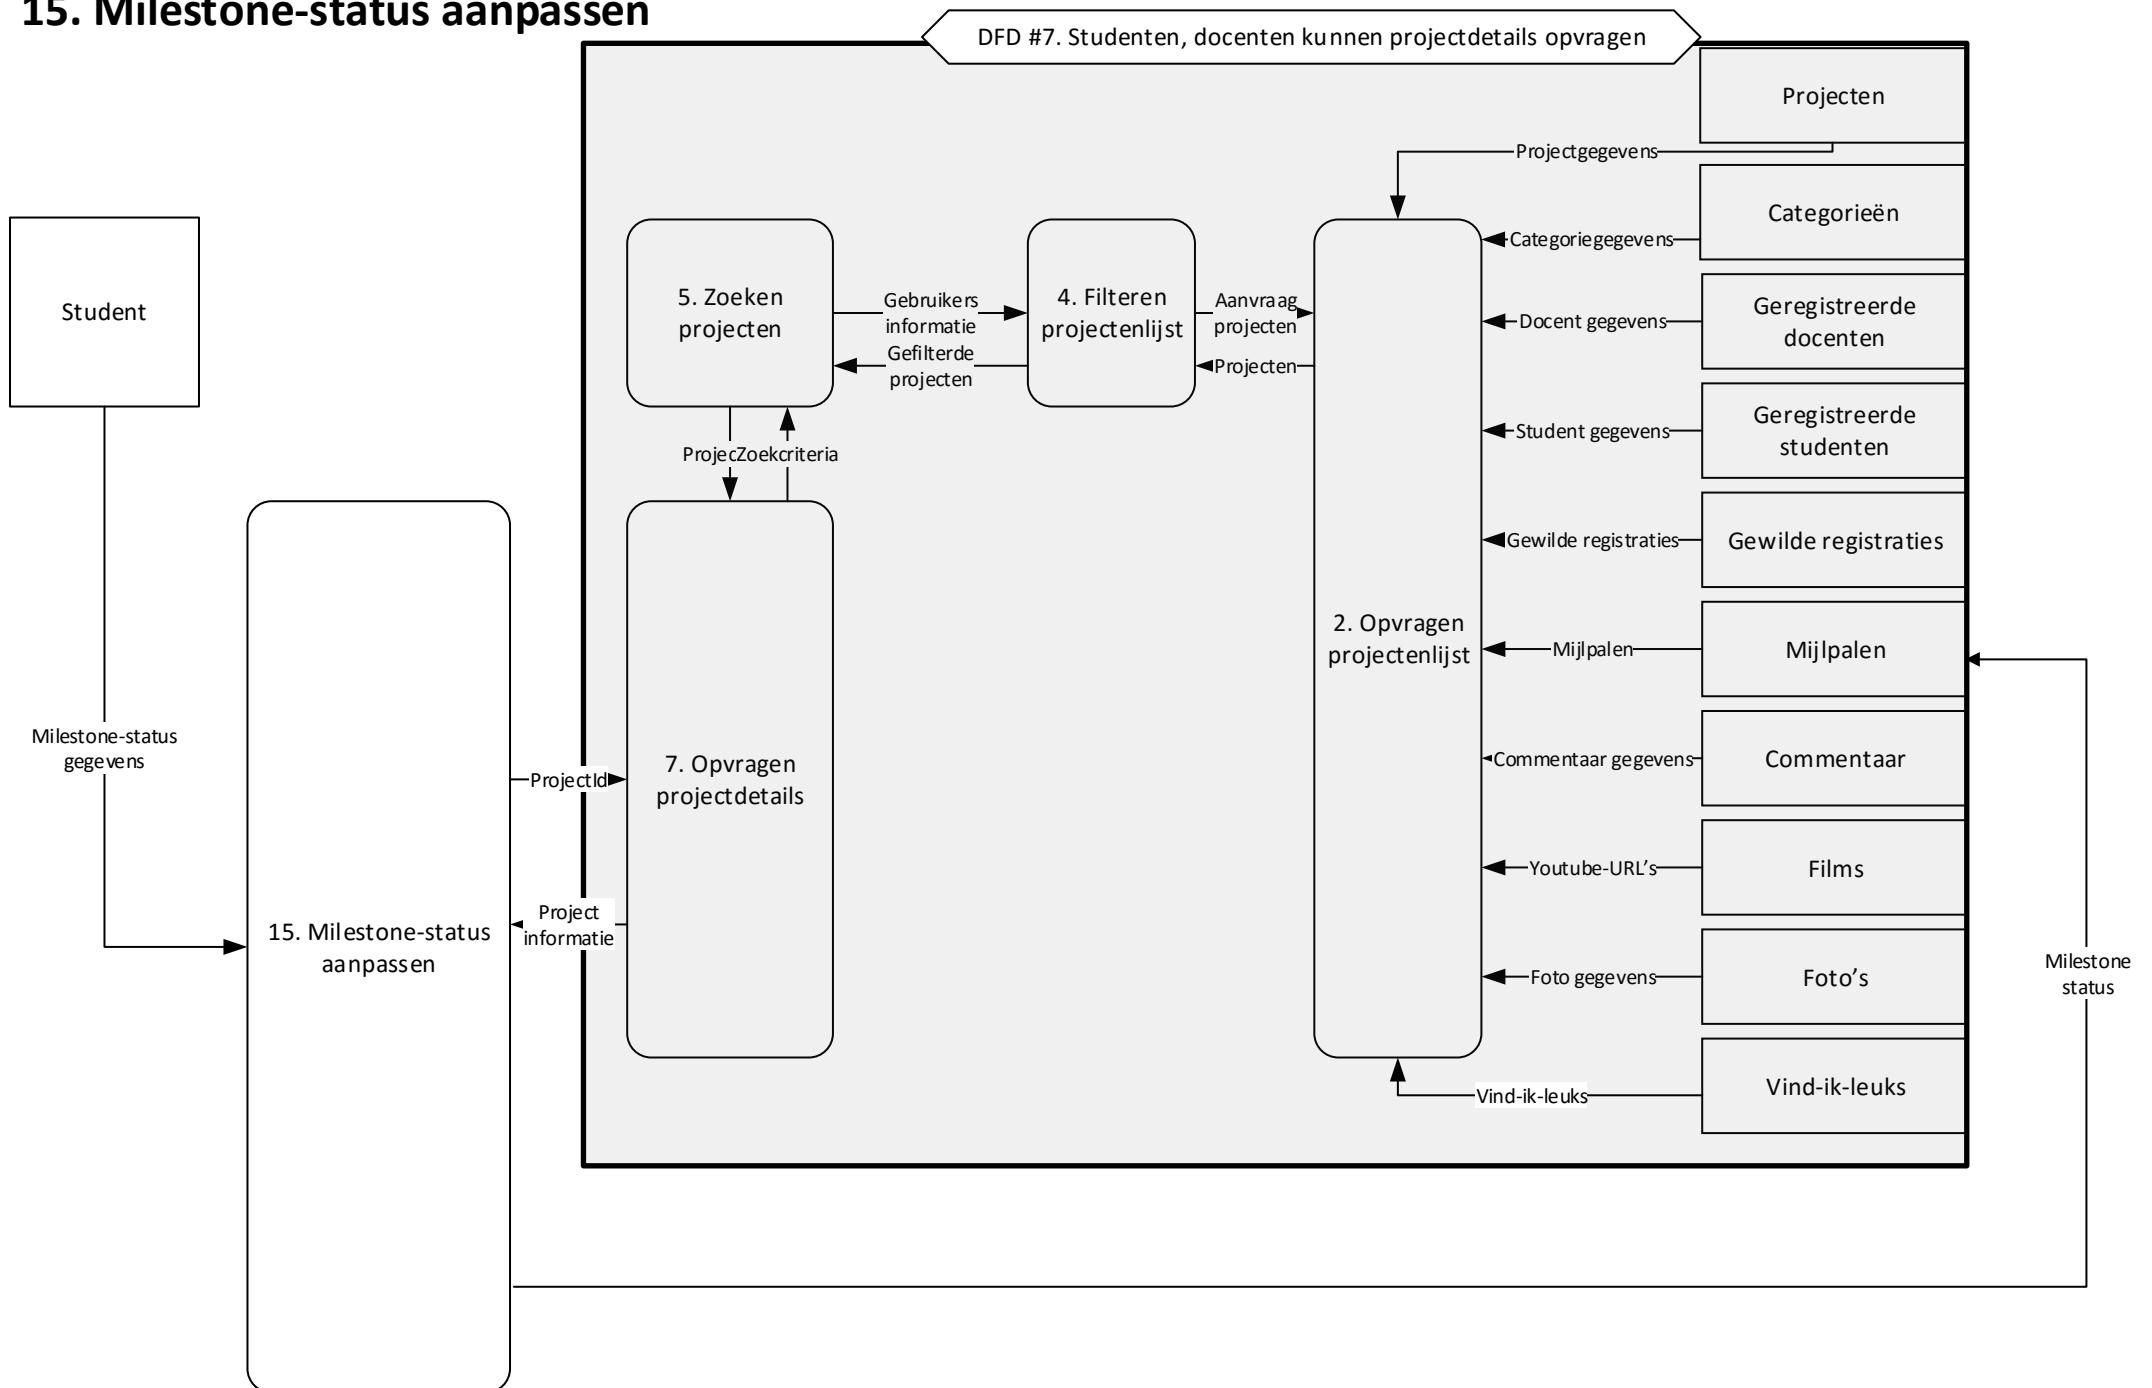 15. Milestone-status aanpassen
DFD #7. Studenten, docenten kunnen projectdetails opvragen
Projecten
Projectgegevens
Categorieën
Categoriegegevens
Student
5. Zoeken
projecten
Gebruikers
informatie
Gefilterde
projecten
4. Filteren
projectenlijst
Aanvraag
projecten
Projecten
Docent gegevens
Geregistreerde
docenten
Student gegevens
Geregistreerde
studenten
Zoekcriteria
Gewilde registraties
Gewilde registraties
2. Opvragen
projectenlijst
Mijlpalen
Mijlpalen
Milestone-status
gegevens
ProjectId
7. Opvragen
projectdetails
Commentaar gegevens
Commentaar
Youtube-URL’s
Films
15. Milestone-status
aanpassen
Project
informatie
Foto gegevens
Foto’s
Milestone
status
Vind-ik-leuks
Vind-ik-leuks